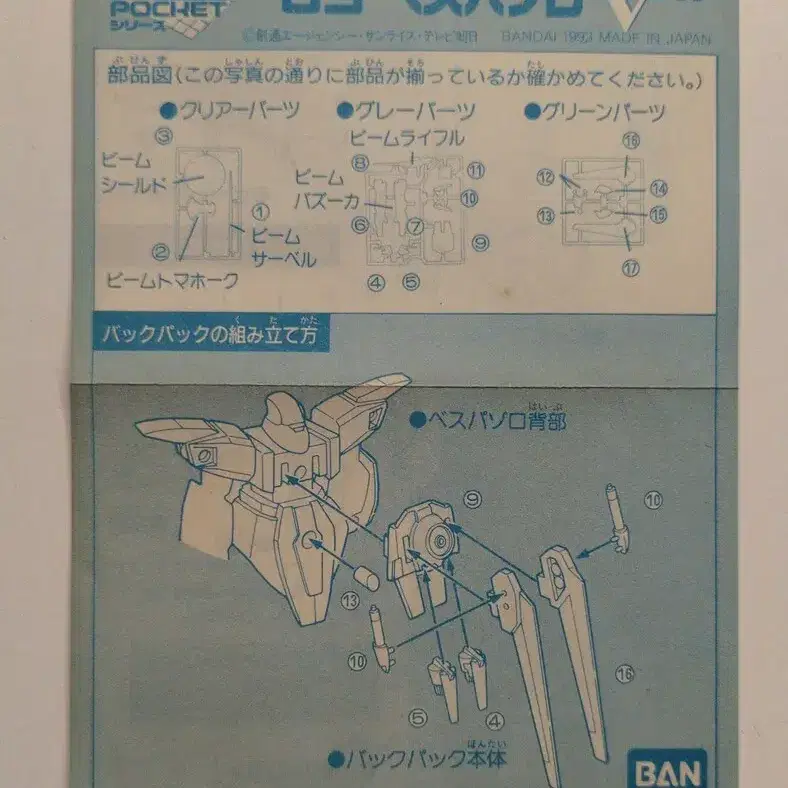 POCKET
シリーズ
©創通エージェンシー・サンライズ・テレビ朝日 BANDAI 1993 MADE IN JAPAN
部品図(この写真の通りに部品が揃っているか確かめてください。)
●クリアーパーツ
●グレーパーツ
●グリーンパーツ
③
ビーム
シールド
①
ビーム
サーベル
②
ビームトマホーク
ビームライフル
⑧
⑪
ビーム
バズーカ
⑩
⑥
⑦
⑨
④
⑤
⑯
⑫
⑭
⑬
⑮
⑰
バックパックの組み立て方
●ベスパゾロ背部
⑨
⑩
⑬
⑩
⑤
④
⑯
●バックパック本体
BAN